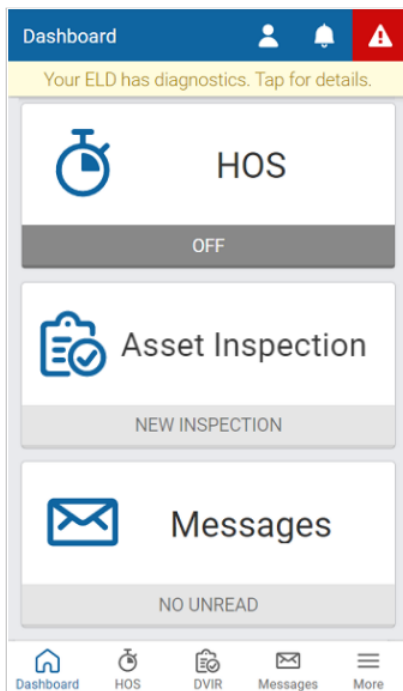 Dashboard
Your ELD has diagnostics. Tap for details.
HOS
OFF
Asset Inspection
NEW INSPECTION
Messages
NO UNREAD
Dashboard HOS DVIR Messages More